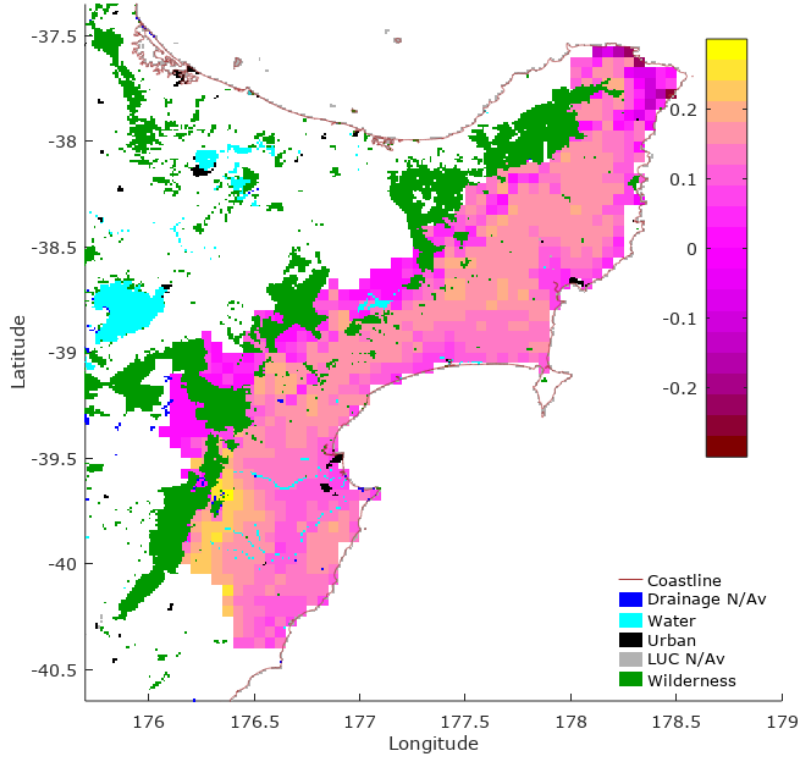 -37.5
-38
-38.5
-39
-39.5
-40
-40.5
Latitude
176
176.5
177
177.5
178
178.5
179
Longitude
0.2
0.1
0
-0.1
-0.2
Coastline
Drainage N/Av
Water
Urban
LUC N/Av
Wilderness